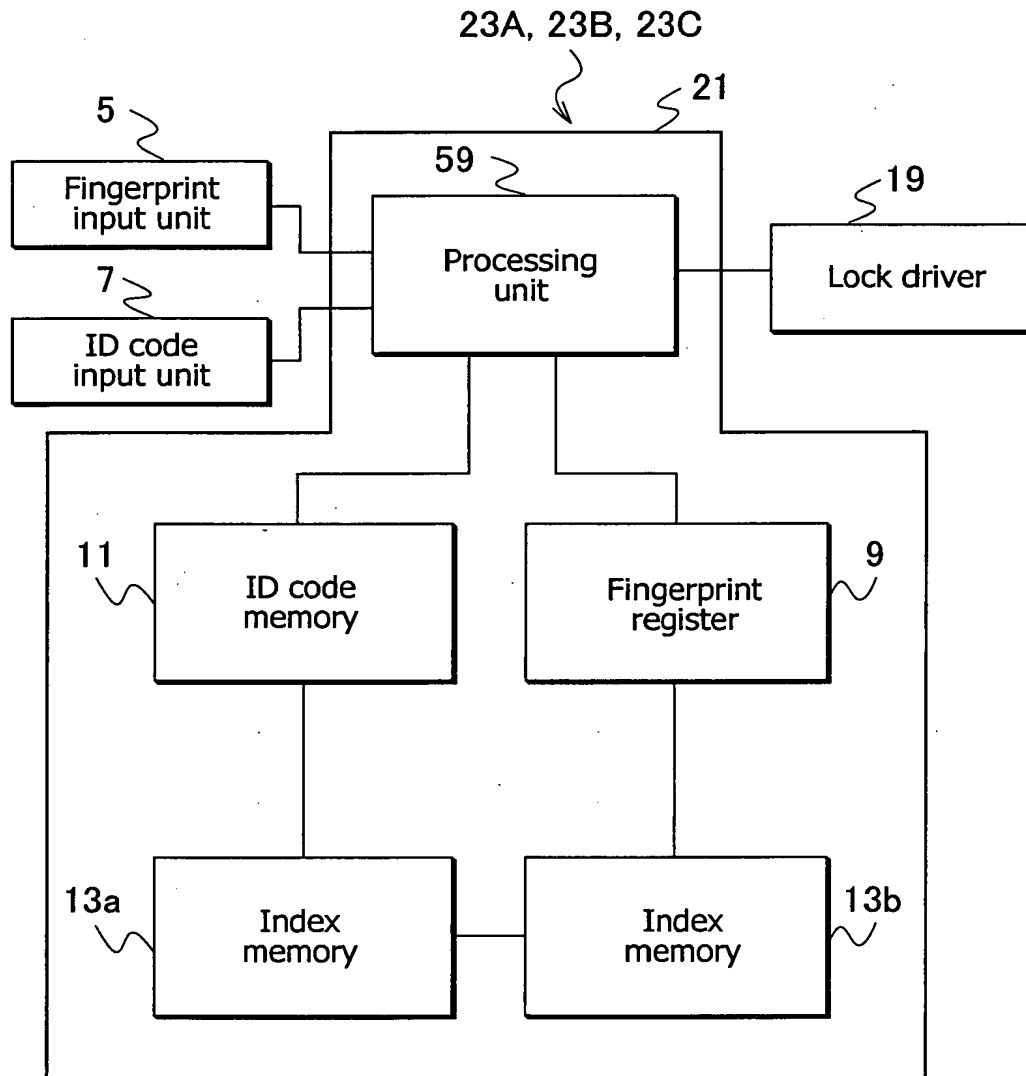 23A, 23B, 23C
21
5
59
Fingerprint
input unit
19
Processing
unit
Lock driver
7
ID code
input unit
11
ID code
memory
9
Fingerprint
register
13a
Index
memory
13b
Index
memory